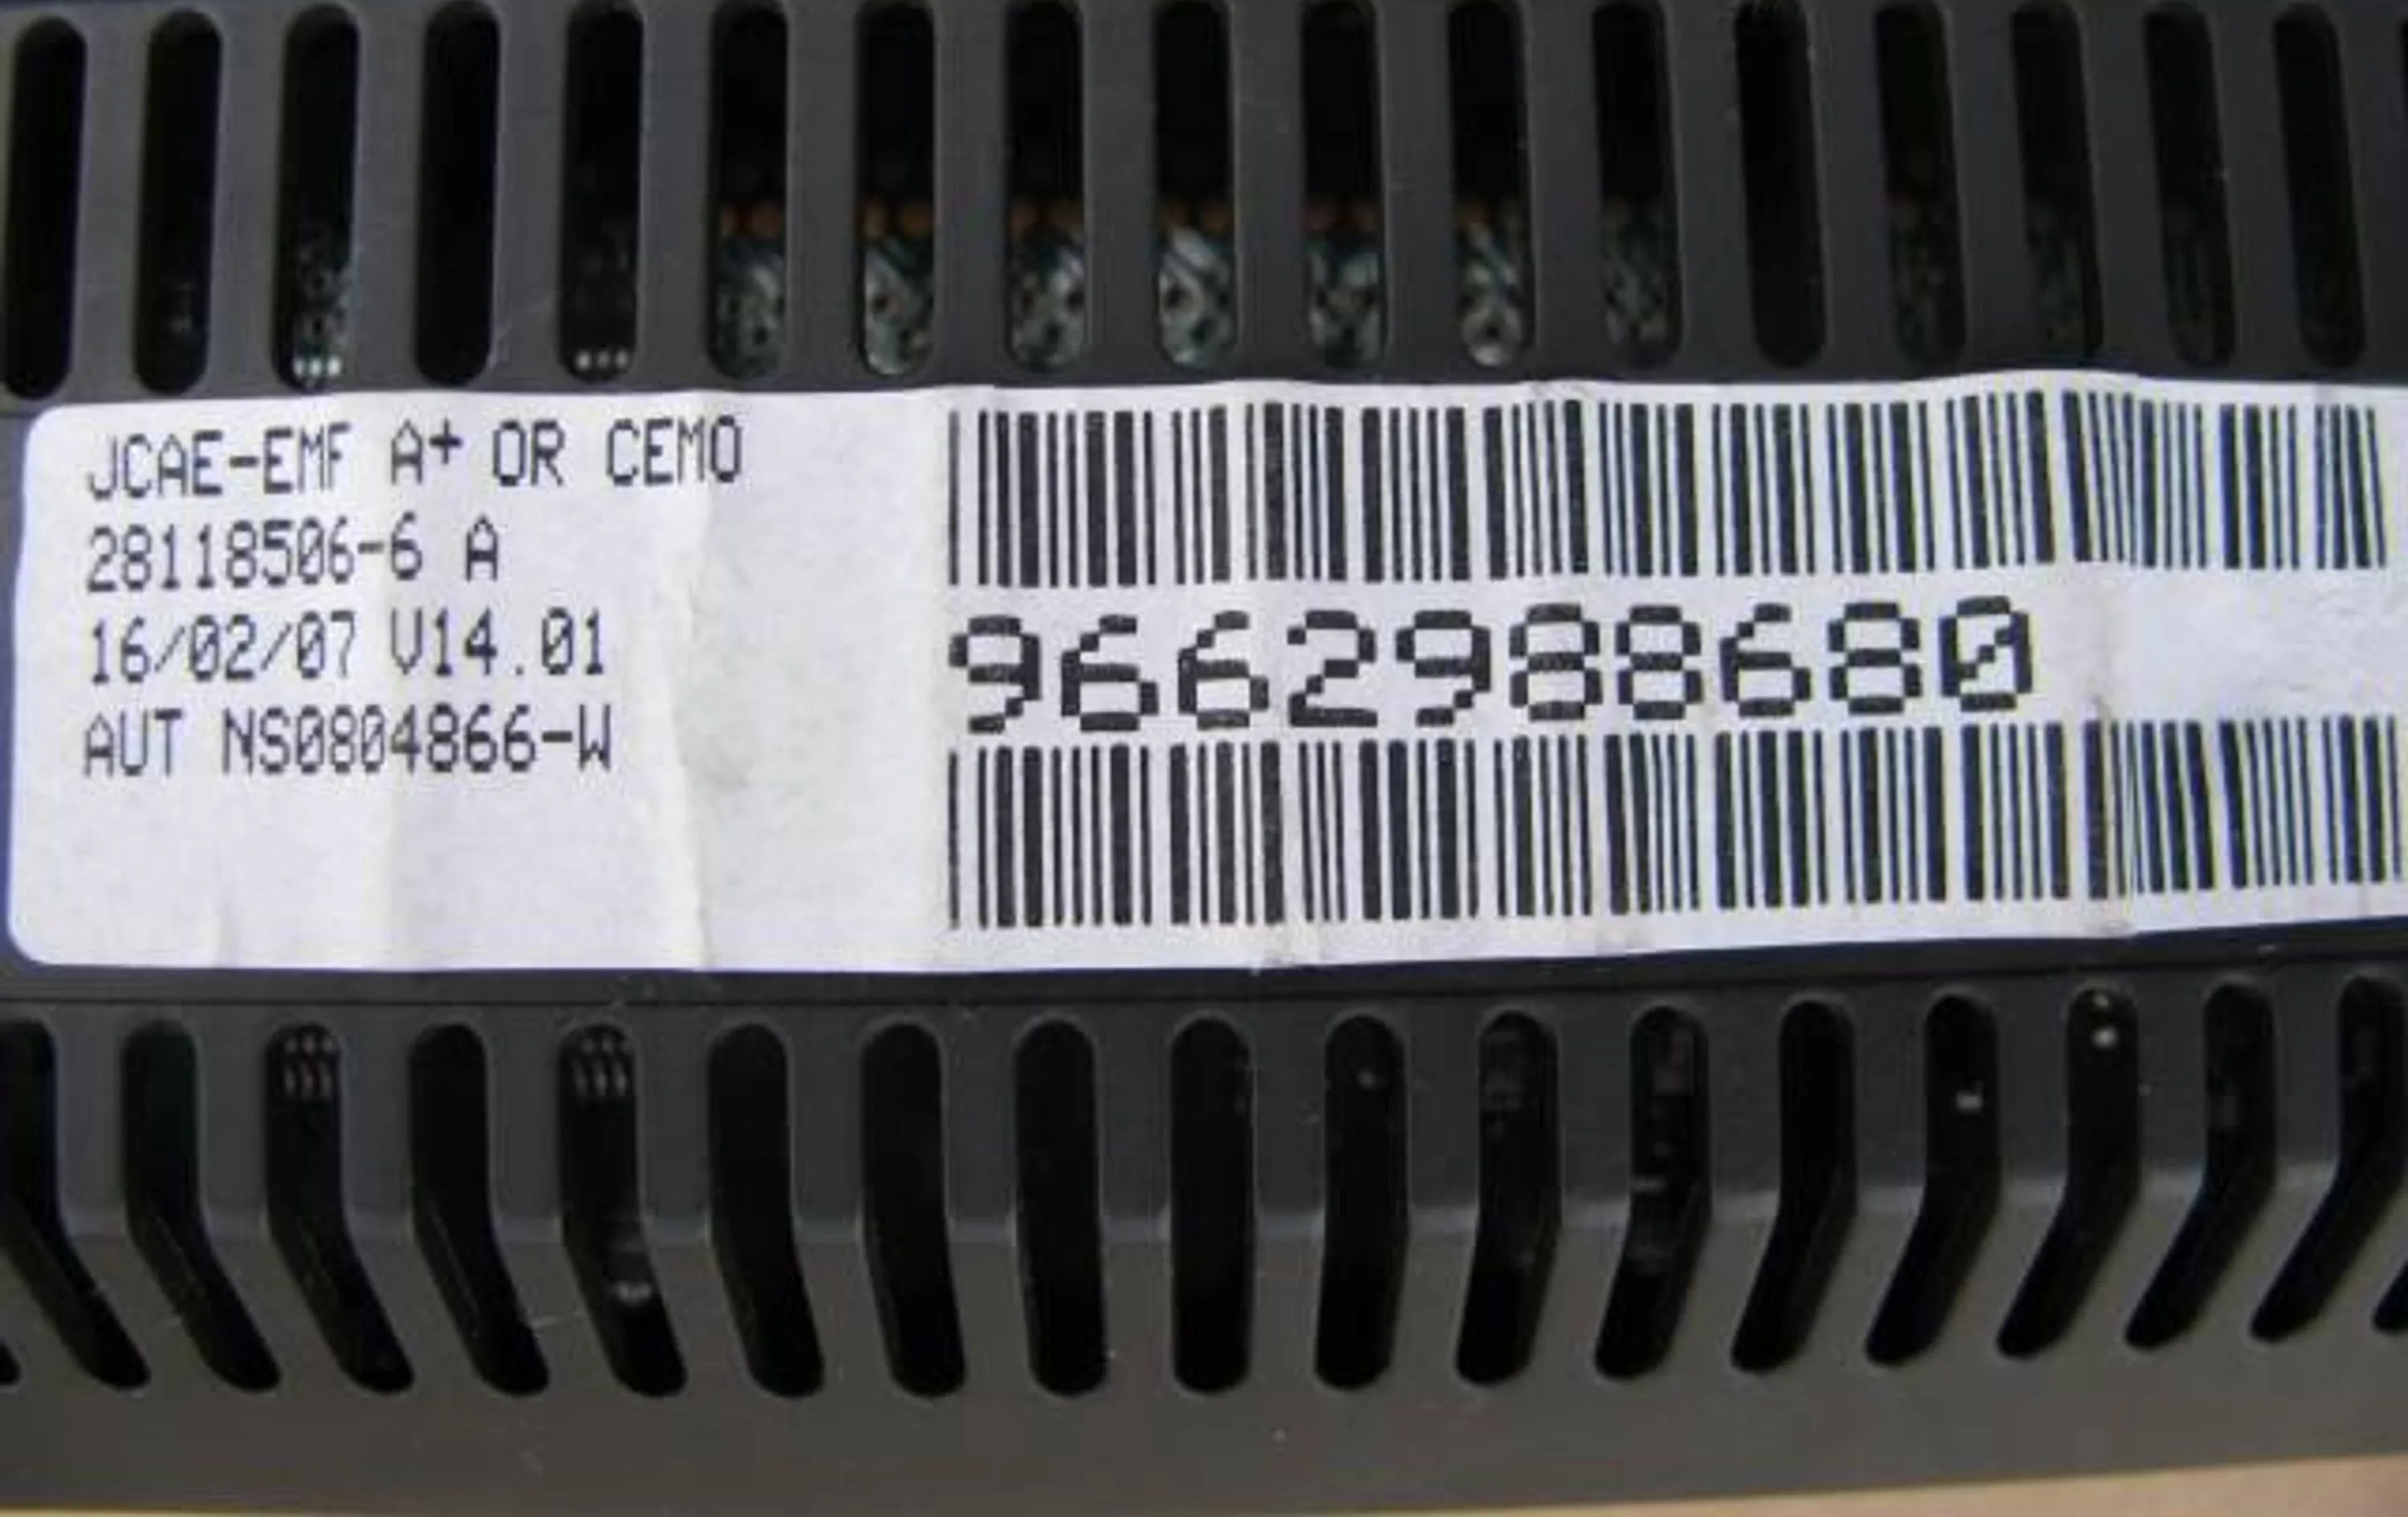 JCAE-EMF A+ OR CEMO
28118506-6 A
16/02/07 V14.01
AUT NS0804866-W
9662988680